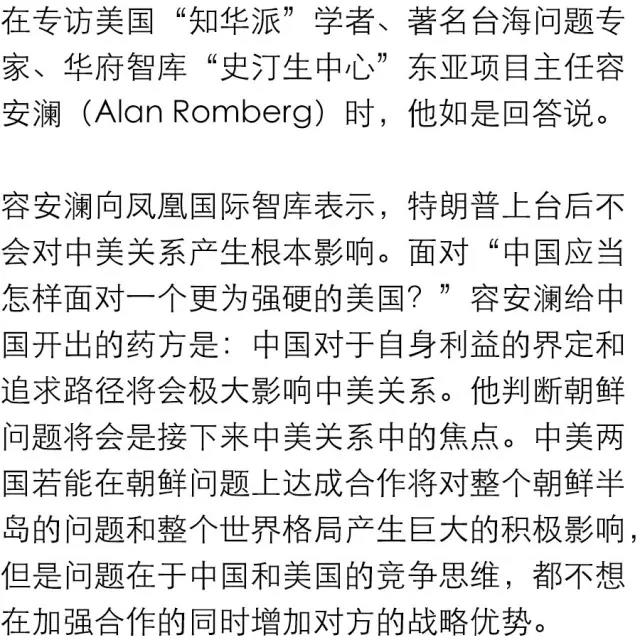 在专访美国“知华派”学者、著名台海问题专
家、华府智库“史汀生中心”东亚项目主任容
安澜（Alan Romberg）时，他如是回答说。
容安澜向凤凰国际智库表示，特朗普上台后不
会对中美关系产生根本影响。面对“中国应当
怎样面对一个更为强硬的美国？”容安澜给中
国开出的药方是：中国对于自身利益的界定和
追求路径将会极大影响中美关系。他判断朝鲜
问题将会是接下来中美关系中的焦点。中美两
国若能在朝鲜问题上达成合作将对整个朝鲜半
岛的问题和整个世界格局产生巨大的积极影响，
但是问题在于中国和美国的竞争思维，都不想
在加强合作的同时增加对方的战略优势。